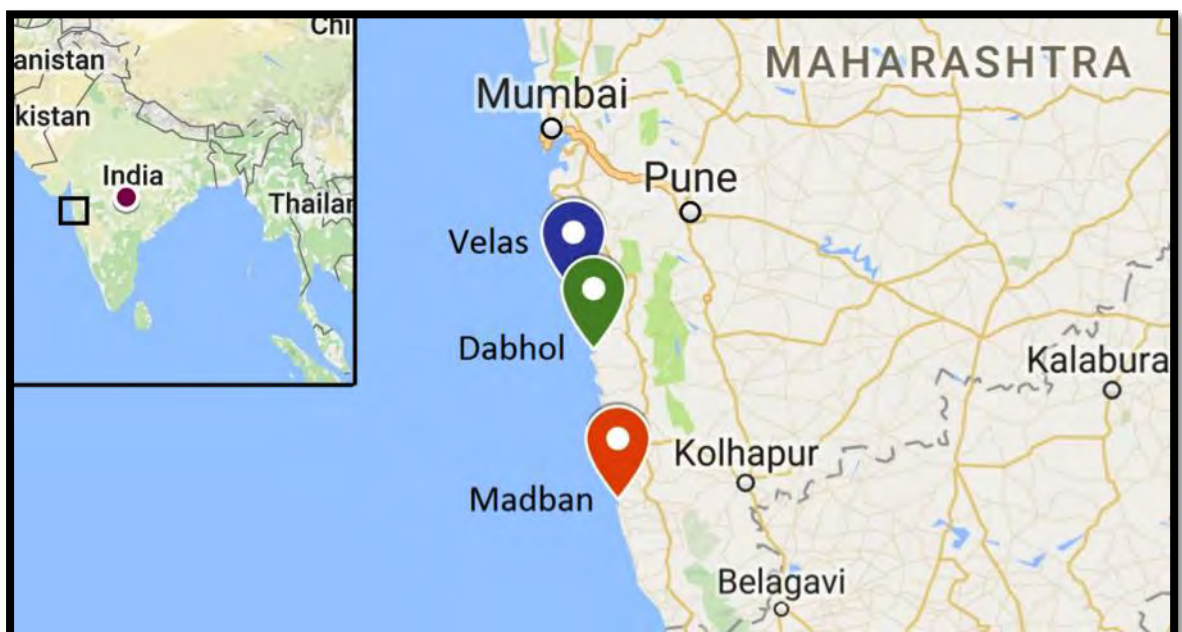 Chi
anistan
kistan
India
Thailar
MAHARASHTRA
Mumbai
Pune
Velas
Dabhol
Kalabura
Kolhapur
Madban
Belagavi